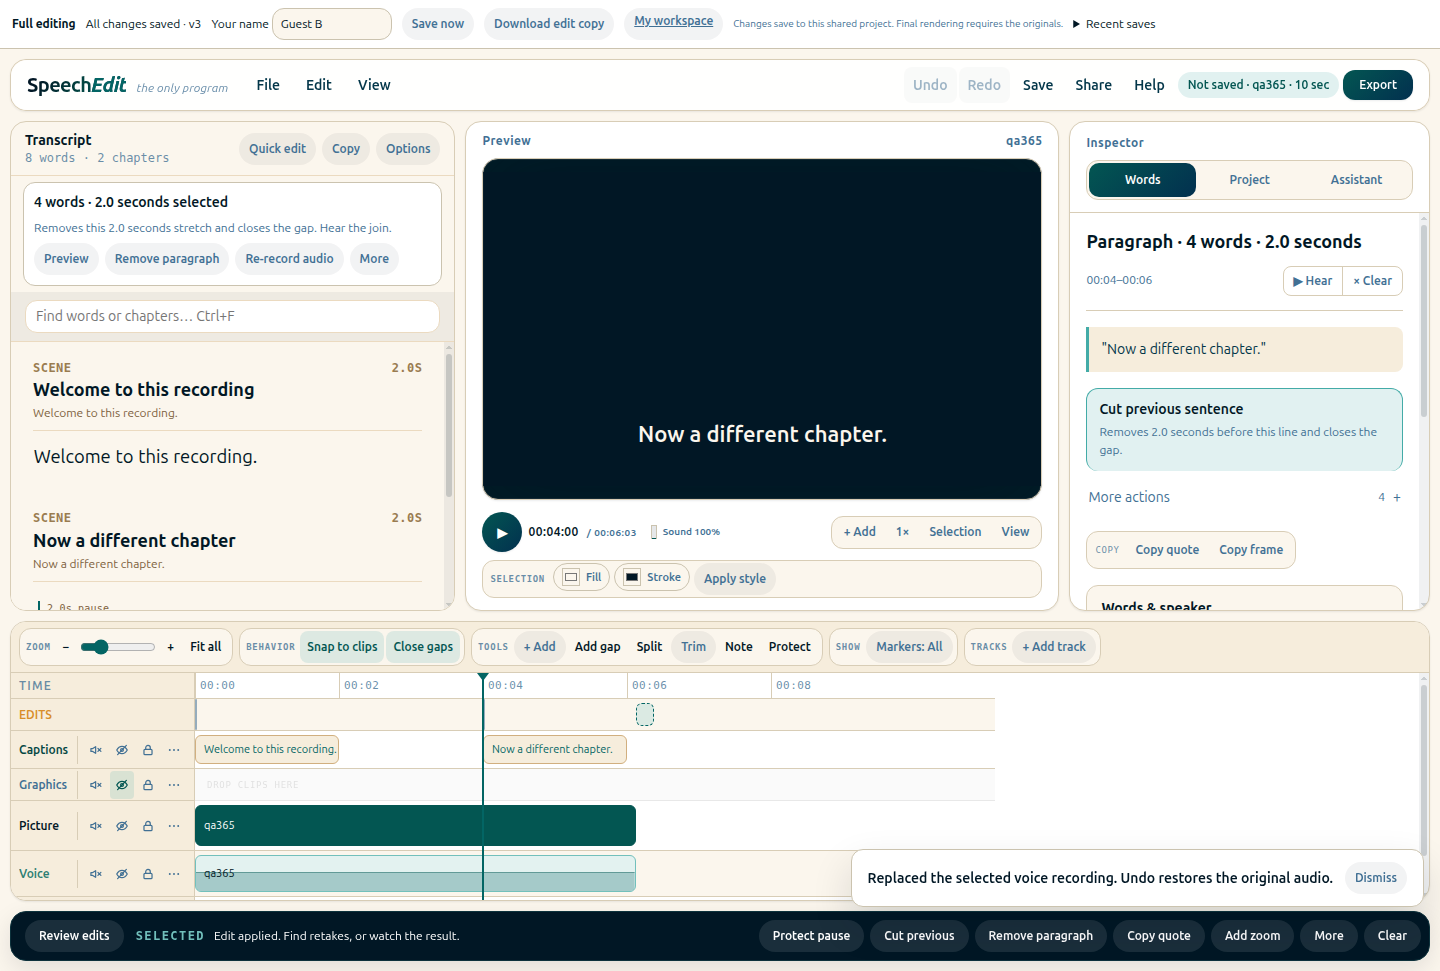 Full editing All changes saved · v3 Your name Guest B Save now Download edit copy My workspace Changes save to this shared project. Final rendering requires the originals. ▶ Recent saves
SpeechEdit the only program File Edit View Undo Redo Save Share Help Not saved · qa365 · 10 sec Export
Transcript
8 words · 2 chapters
Quick edit Copy Options
4 words · 2.0 seconds selected
Removes this 2.0 seconds stretch and closes the gap. Hear the join.
Preview Remove paragraph Re-record audio More
Find words or chapters... Ctrl+F
SCENE 2.0S
Welcome to this recording
Welcome to this recording.
Welcome to this recording.
SCENE 2.0S
Now a different chapter
Now a different chapter.
2.0s pause
Preview qa365
Now a different chapter.
▶ 00:04:00 / 00:06:03 Sound 100% + Add 1× Selection View
SELECTION Fill Stroke Apply style
Inspector
Words Project Assistant
Paragraph · 4 words · 2.0 seconds
00:04–00:06 ▶ Hear × Clear
"Now a different chapter."
Cut previous sentence
Removes 2.0 seconds before this line and closes the
gap.
More actions 4 +
COPY Copy quote Copy frame
Words & speaker
ZOOM − + Fit all BEHAVIOR Snap to clips Close gaps TOOLS + Add Add gap Split Trim Note Protect SHOW Markers: All TRACKS + Add track
TIME 00:00 00:02 00:04 00:06 00:08
EDITS
Captions ··· Welcome to this recording. Now a different chapter.
Graphics ··· DROP CLIPS HERE
Picture ··· qa365
Voice ··· qa365
Replaced the selected voice recording. Undo restores the original audio. Dismiss
Review edits SELECTED Edit applied. Find retakes, or watch the result. Protect pause Cut previous Remove paragraph Copy quote Add zoom More Clear